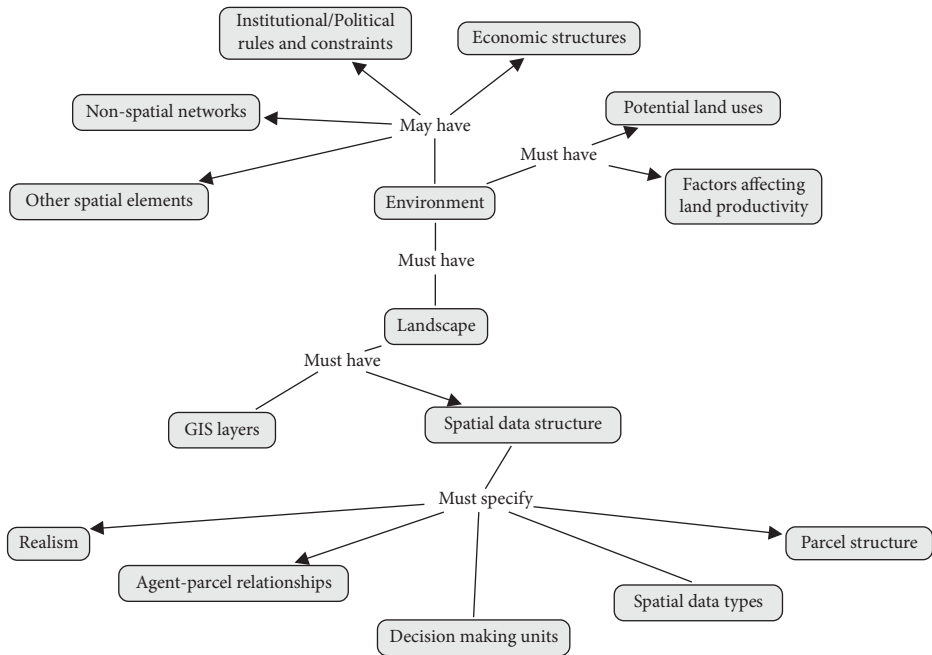 Institutional/Political
rules and constraints
Economic structures
Non-spatial networks
May have
Potential land uses
Must have
Other spatial elements
Environment
Factors affecting
land productivity
Must have
Landscape
Must have
GIS layers
Spatial data structure
Must specify
Realism
Parcel structure
Agent-parcel relationships
Spatial data types
Decision making units